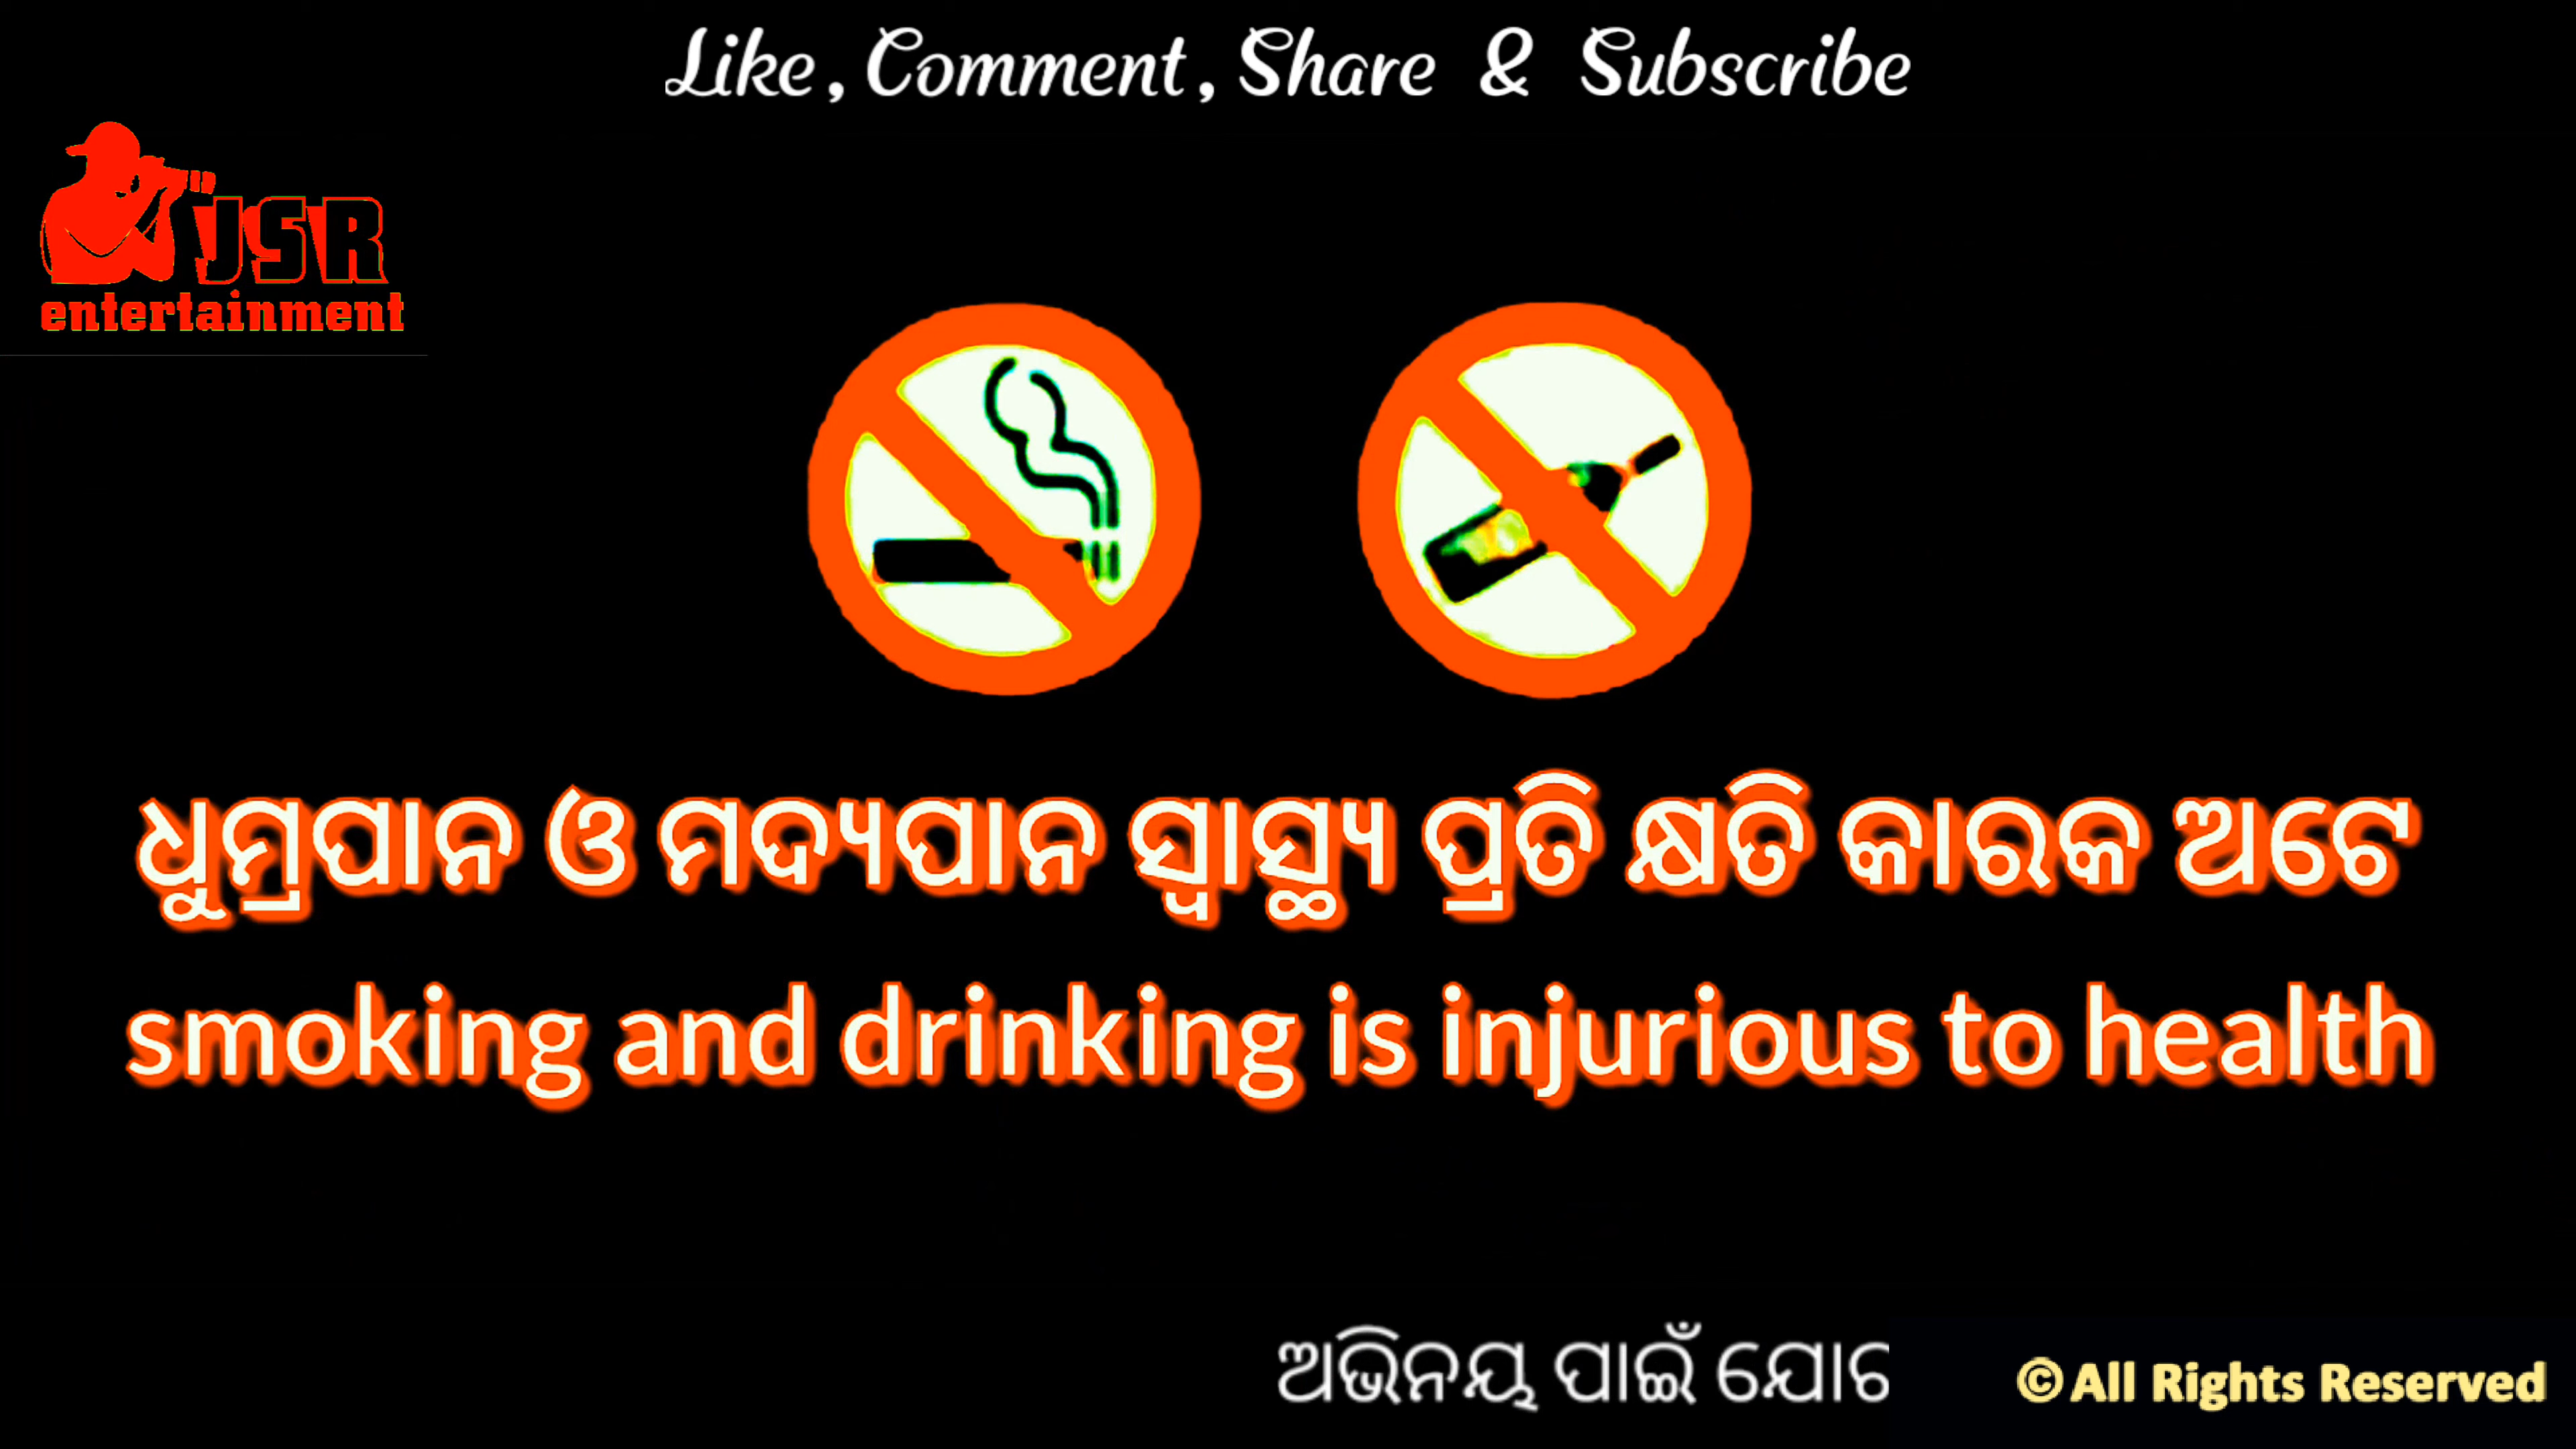 Like, Comment, Share & Subscribe
JSR
entertainment
ଧୁମ୍ରପାନ ଓ ମଦ୍ୟପାନ ସ୍ୱାସ୍ଥ୍ୟ ପ୍ରତି କ୍ଷତି କାରକ ଅଟେ
smoking and drinking is injurious to health
ଅଭିନୟ ପାଇଁ
©All Rights Reserved